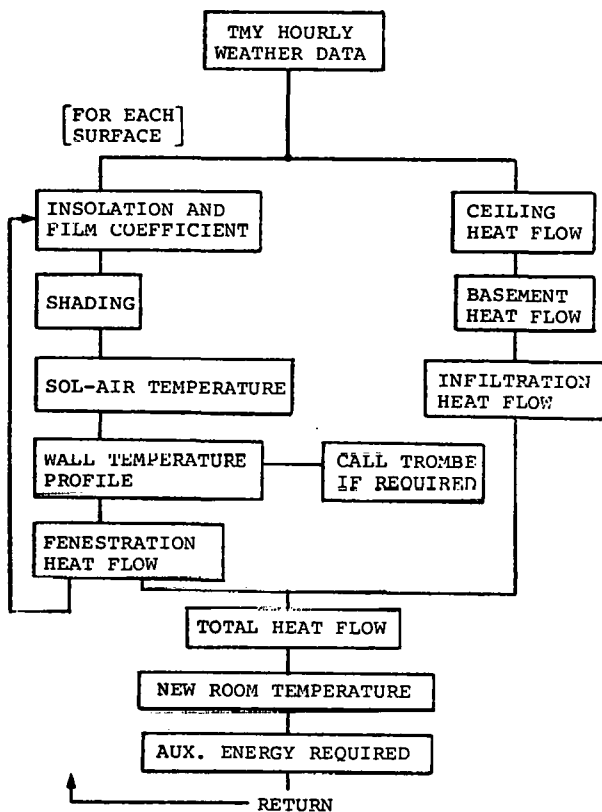 TMY HOURLY
WEATHER DATA
[FOR EACH
SURFACE]
INSOLATION AND
FILM COEFFICIENT
SHADING
SOL-AIR TEMPERATURE
WALL TEMPERATURE
PROFILE
CALL TROMBE
IF REQUIRED
FENESTRATION
HEAT FLOW
CEILING
HEAT FLOW
BASEMENT
HEAT FLOW
INFILTRATION
HEAT FLOW
TOTAL HEAT FLOW
NEW ROOM TEMPERATURE
AUX. ENERGY REQUIRED
RETURN